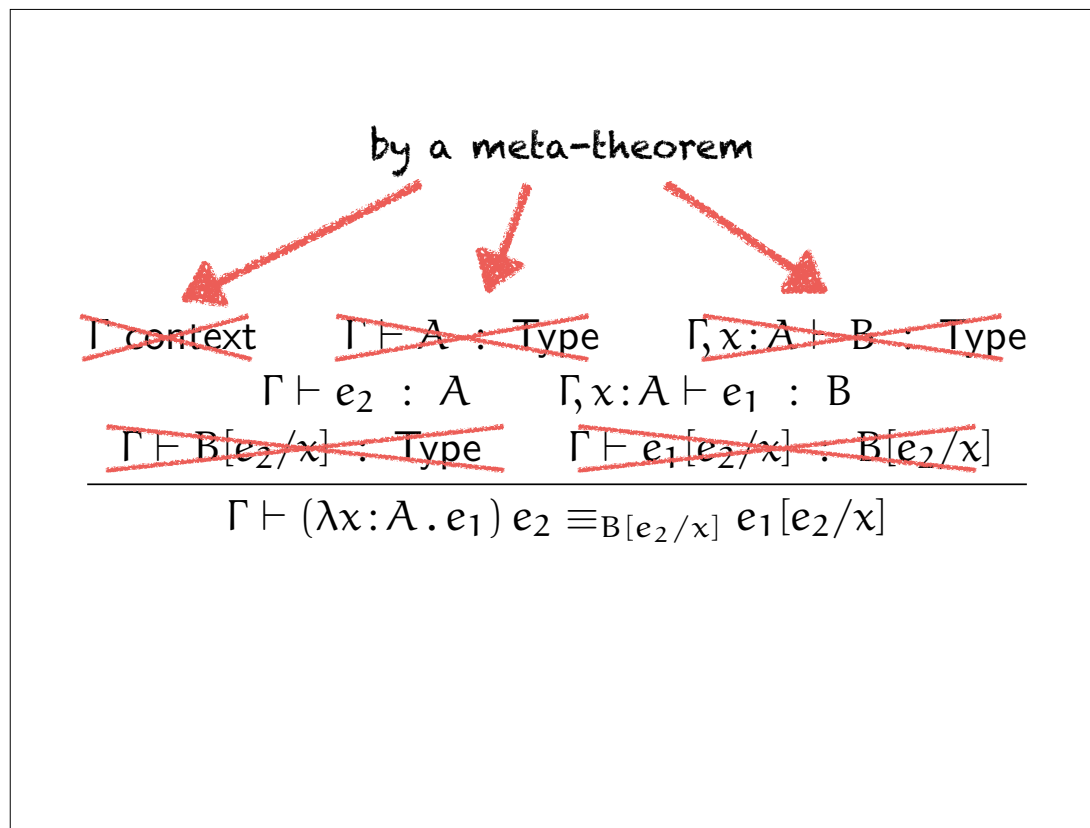 by a meta-theorem
Γ context Γ ⊢ A : Type Γ, x : A ⊢ B : Type
Γ ⊢ e₂ : A Γ, x : A ⊢ e₁ : B
Γ ⊢ B[e₂/x] : Type Γ ⊢ e₁[e₂/x] : B[e₂/x]
Γ ⊢ (λx : A . e₁) e₂ ≡_{B[e₂/x]} e₁[e₂/x]